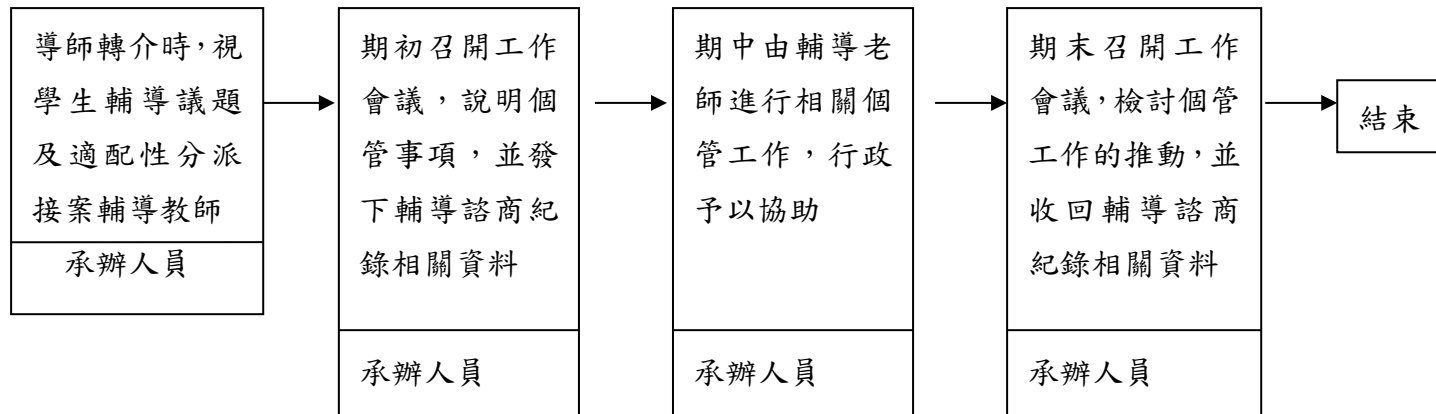 導師轉介時，視
學生輔導議題
及適配性分派
接案輔導教師
承辦人員
期初召開工作
會議，說明個
管事項，並發
下輔導諮商紀
錄相關資料
承辦人員
期中由輔導老
師進行相關個
管工作，行政
予以協助
承辦人員
期末召開工作
會議，檢討個管
工作的推動，並
收回輔導諮商
紀錄相關資料
承辦人員
結束